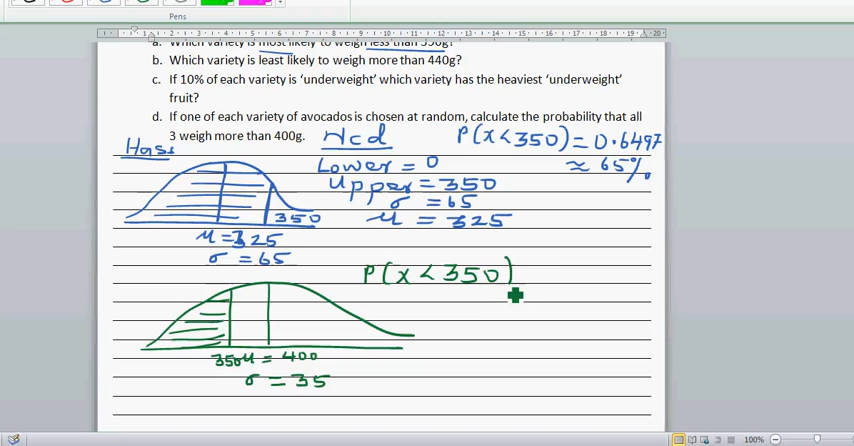 Pens
a. Which variety is most likely to weigh less than 350g?
b. Which variety is least likely to weigh more than 440g?
c. If 10% of each variety is ‘underweight’ which variety has the heaviest ‘underweight’
fruit?
d. If one of each variety of avocados is chosen at random, calculate the probability that all
3 weigh more than 400g.
Hass
Ncd
Lower = 0
Upper = 350
σ = 65
μ = 325
P(x < 350) = 0.6497
≈ 65%
350
μ = 325
σ = 65
P(x < 350)
350 μ = 400
σ = 35
100%